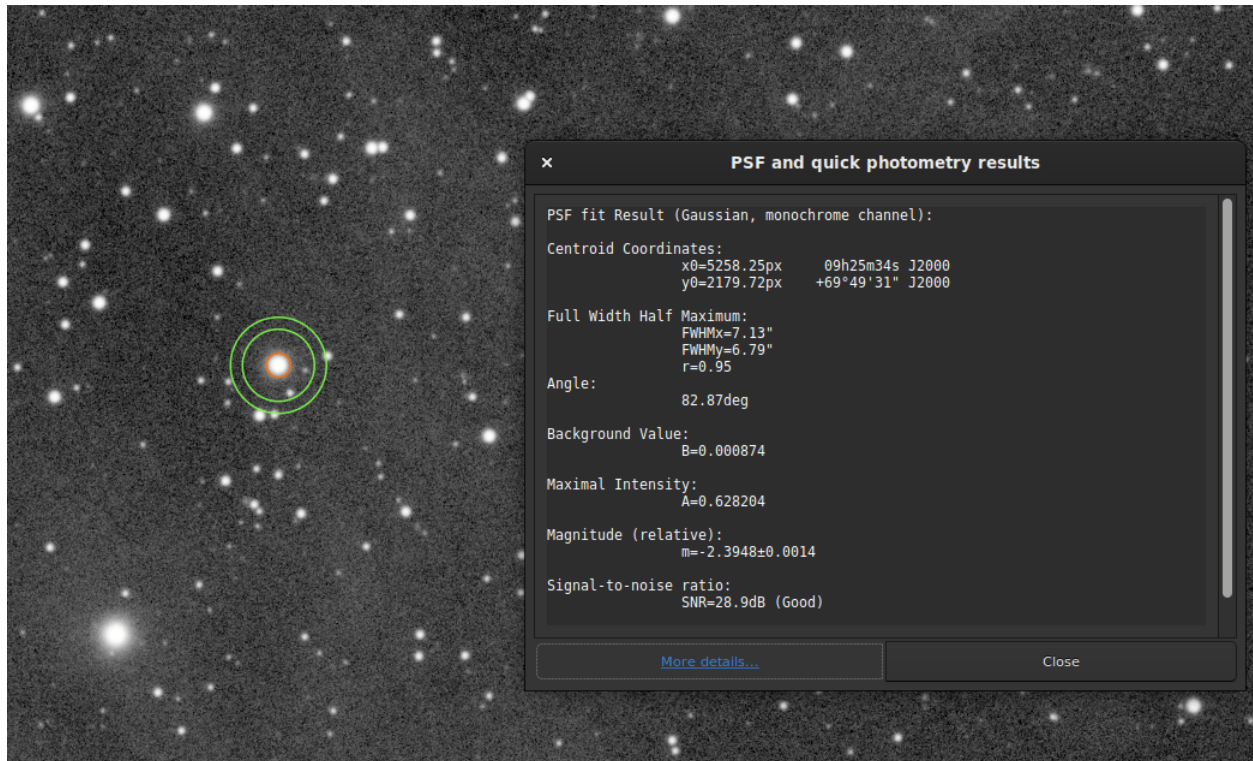 PSF and quick photometry results
PSF fit Result (Gaussian, monochrome channel):
Centroid Coordinates:
x0=5258.25px 09h25m34s J2000
y0=2179.72px +69°49'31" J2000
Full Width Half Maximum:
FWHMx=7.13"
FWHMy=6.79"
r=0.95
Angle:
82.87deg
Background Value:
B=0.000874
Maximal Intensity:
A=0.628204
Magnitude (relative):
m=-2.3948±0.0014
Signal-to-noise ratio:
SNR=28.9dB (Good)
More details...
Close